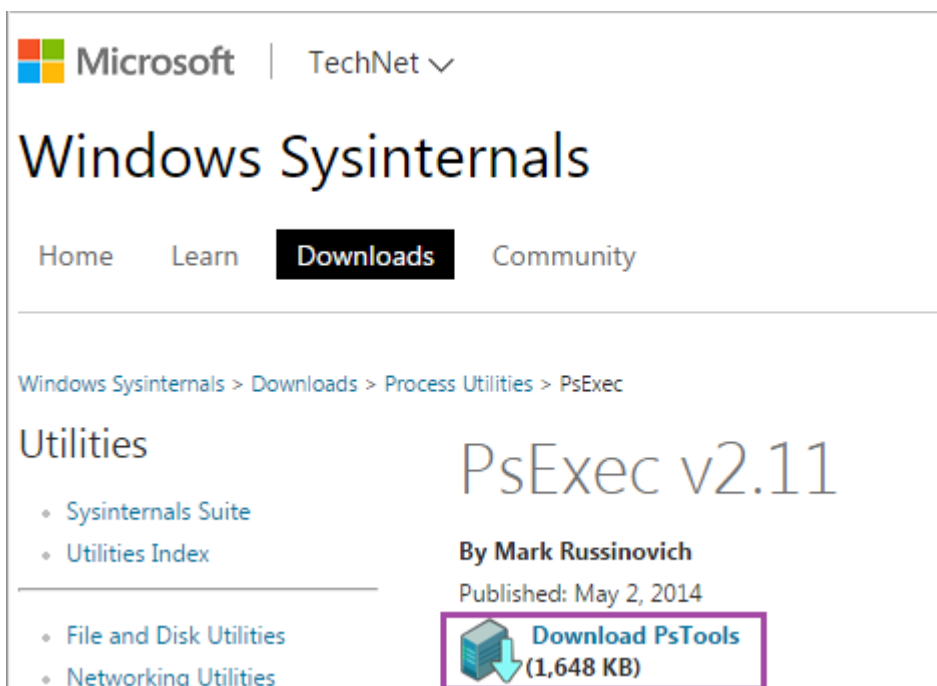 Microsoft | TechNet
Windows Sysinternals
Home Learn Downloads Community
Windows Sysinternals > Downloads > Process Utilities > PsExec
Utilities
Sysinternals Suite
Utilities Index
File and Disk Utilities
Networking Utilities
PsExec v2.11
By Mark Russinovich
Published: May 2, 2014
Download PsTools
(1,648 KB)